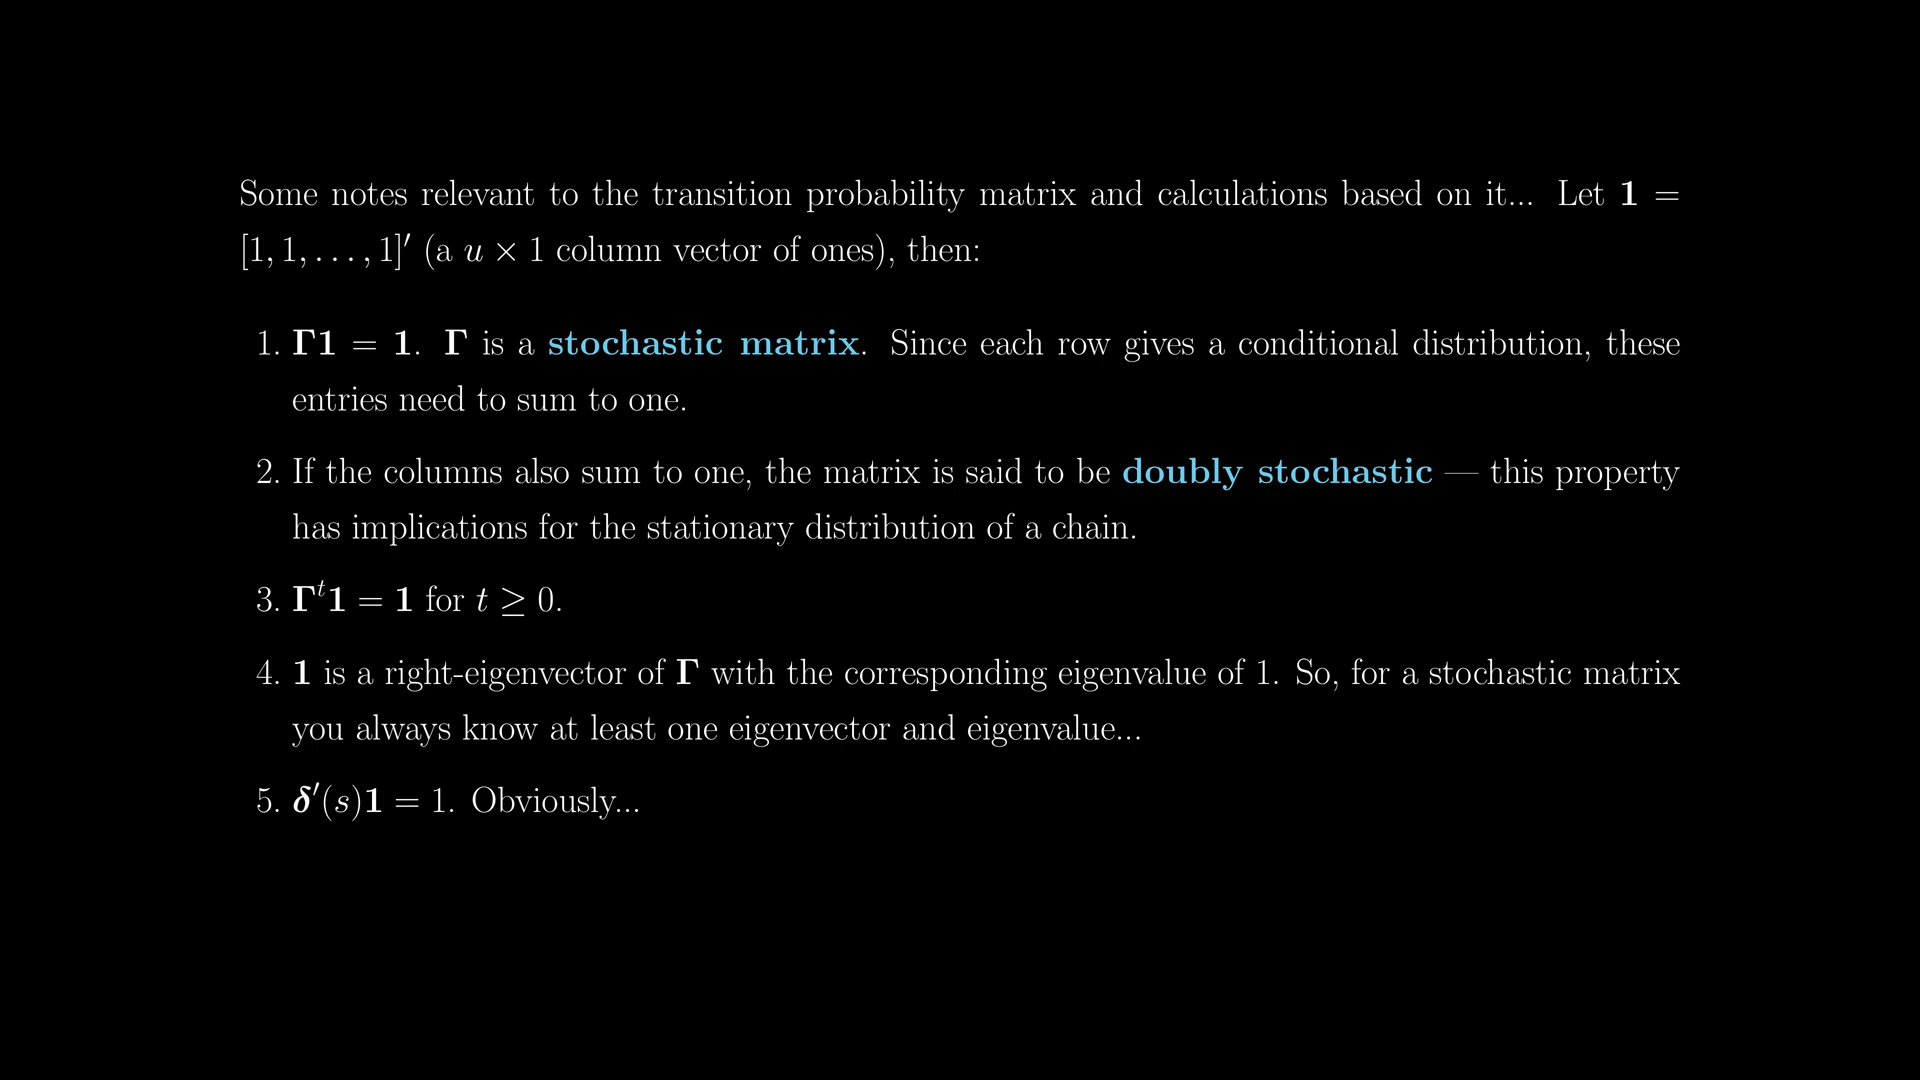 Some notes relevant to the transition probability matrix and calculations based on it... Let 𝟏 =
[1, 1, . . . , 1]′ (a u × 1 column vector of ones), then:
1. 𝚪𝟏 = 𝟏. 𝚪 is a stochastic matrix. Since each row gives a conditional distribution, these
entries need to sum to one.
2. If the columns also sum to one, the matrix is said to be doubly stochastic — this property
has implications for the stationary distribution of a chain.
3. 𝚪ᵗ𝟏 = 𝟏 for t ≥ 0.
4. 𝟏 is a right-eigenvector of 𝚪 with the corresponding eigenvalue of 1. So, for a stochastic matrix
you always know at least one eigenvector and eigenvalue...
5. 𝜹′(s)𝟏 = 1. Obviously...